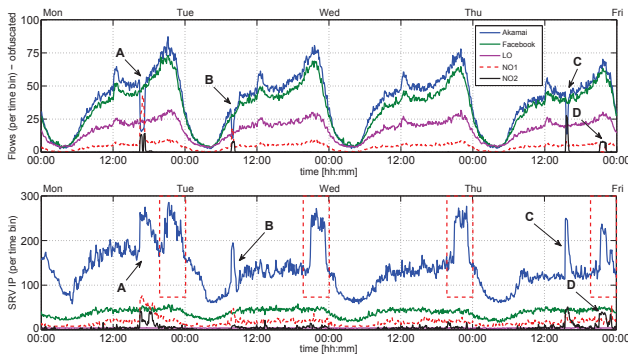 Mon Tue Wed Thu Fri
Flows (per time bin) − obfuscated
100
75
50
25
0
A
B
C
D
Akamai
Facebook
LO
NO1
NO2
00:00 12:00 00:00 12:00 00:00 12:00 00:00 12:00 00:00
time [hh:mm]
Mon Tue Wed Thu Fri
SRV IP (per time bin)
300
200
100
0
A
B
C
D
00:00 12:00 00:00 12:00 00:00 12:00 00:00 12:00 00:00
time [hh:mm]